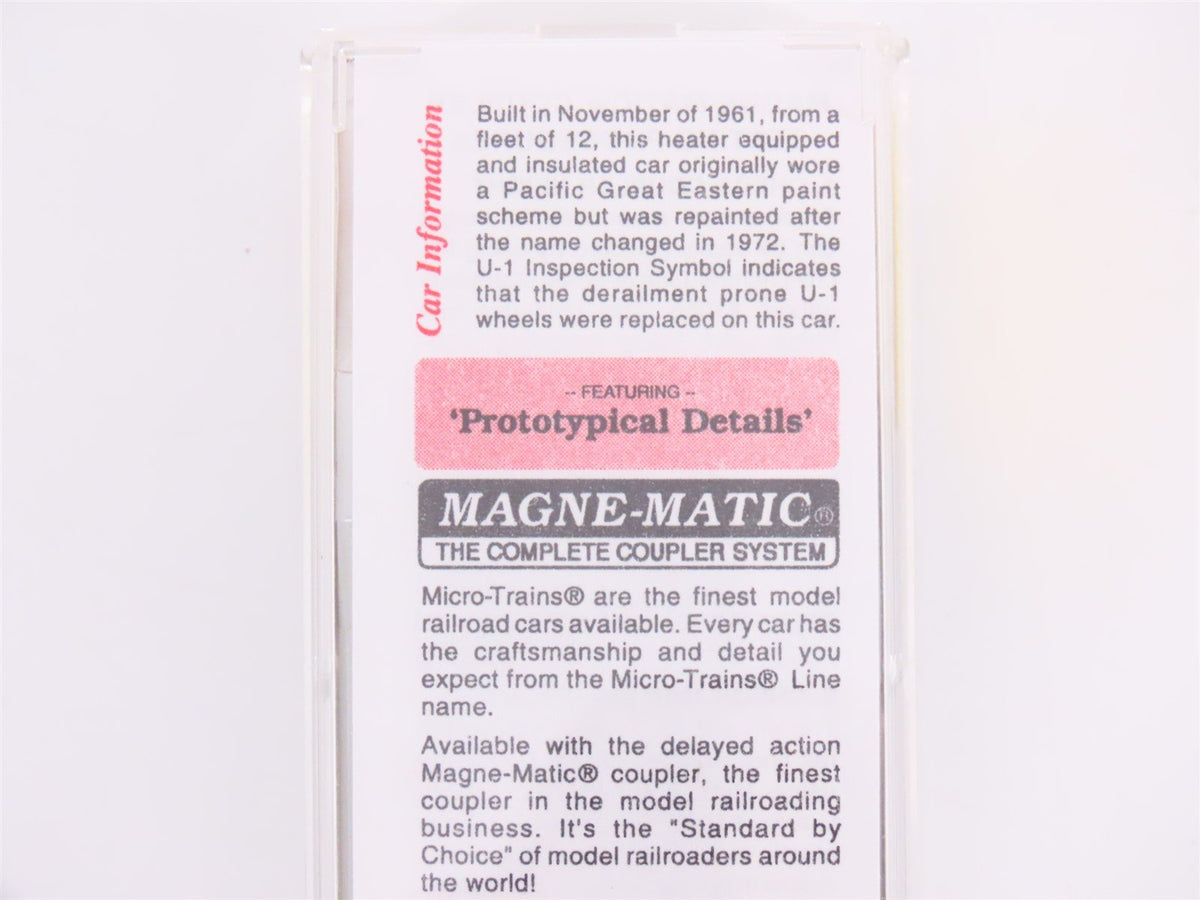 Car Information
Built in November of 1961, from a
fleet of 12, this heater equipped
and insulated car originally wore
a Pacific Great Eastern paint
scheme but was repainted after
the name changed in 1972. The
U-1 Inspection Symbol indicates
that the derailment prone U-1
wheels were replaced on this car.
-- FEATURING --
'Prototypical Details'
MAGNE-MATIC®
THE COMPLETE COUPLER SYSTEM
Micro-Trains® are the finest model
railroad cars available. Every car has
the craftsmanship and detail you
expect from the Micro-Trains® Line
name.
Available with the delayed action
Magne-Matic® coupler, the finest
coupler in the model railroading
business. It's the "Standard by
Choice" of model railroaders around
the world!